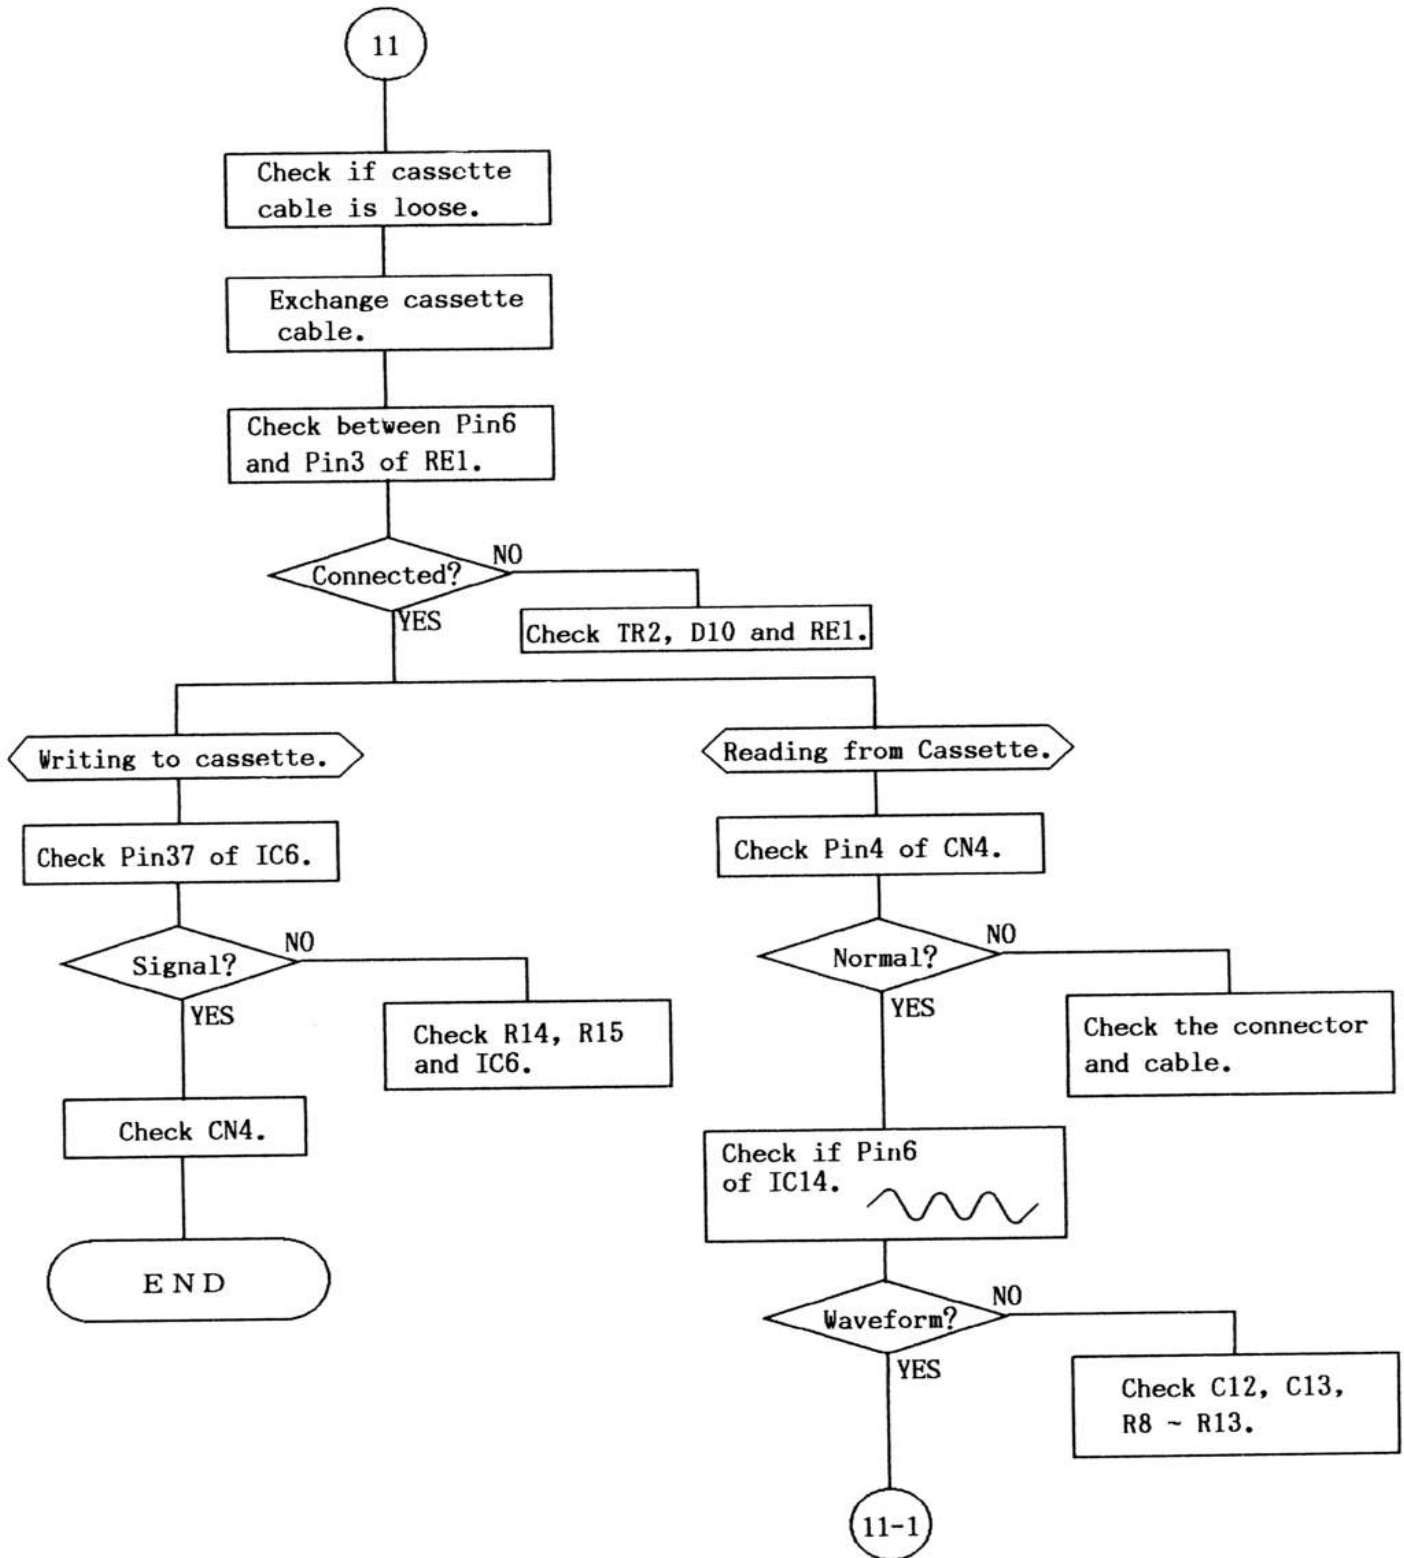 11
Check if cassette
cable is loose.
Exchange cassette
cable.
Check between Pin6
and Pin3 of RE1.
Connected?
NO
YES
Check TR2, D10 and RE1.
Writing to cassette.
Check Pin37 of IC6.
Signal?
NO
YES
Check R14, R15
and IC6.
Check CN4.
END
Reading from Cassette.
Check Pin4 of CN4.
Normal?
NO
YES
Check the connector
and cable.
Check if Pin6
of IC14.
Waveform?
NO
YES
Check C12, C13,
R8 ~ R13.
11-1